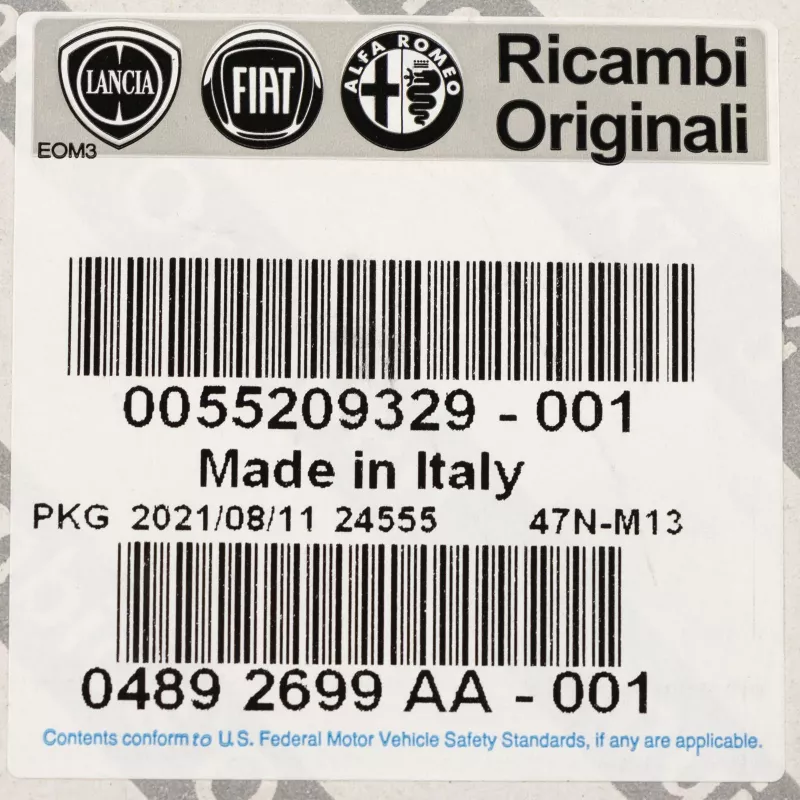 LANCIA
FIAT
ALFA ROMEO
Ricambi
Originali
EOM3
0055209329 - 001
Made in Italy
PKG 2021/08/11 24555 47N-M13
0489 2699 AA - 001
Contents conform to U.S. Federal Motor Vehicle Safety Standards, if any are applicable.